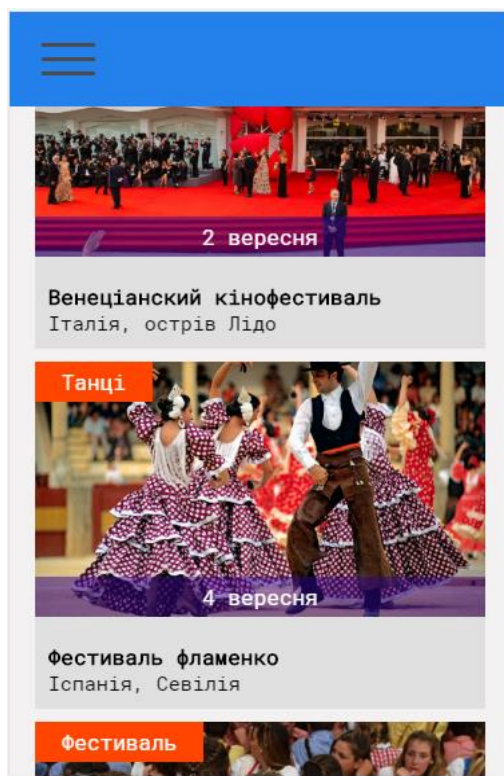 2 вересня
Венеціанский кінофестиваль
Італія, острів Лідо
Танці
4 вересня
Фестиваль фламенко
Іспанія, Севілія
Фестиваль